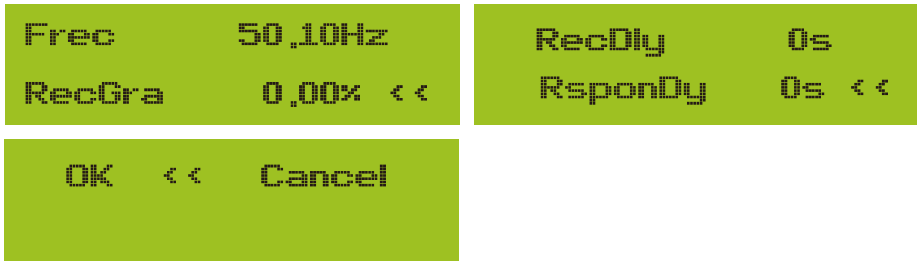 Frec 50.10Hz
RecGra 0.00% <<
RecDly 0s
RsponDy 0s <<
OK << Cancel